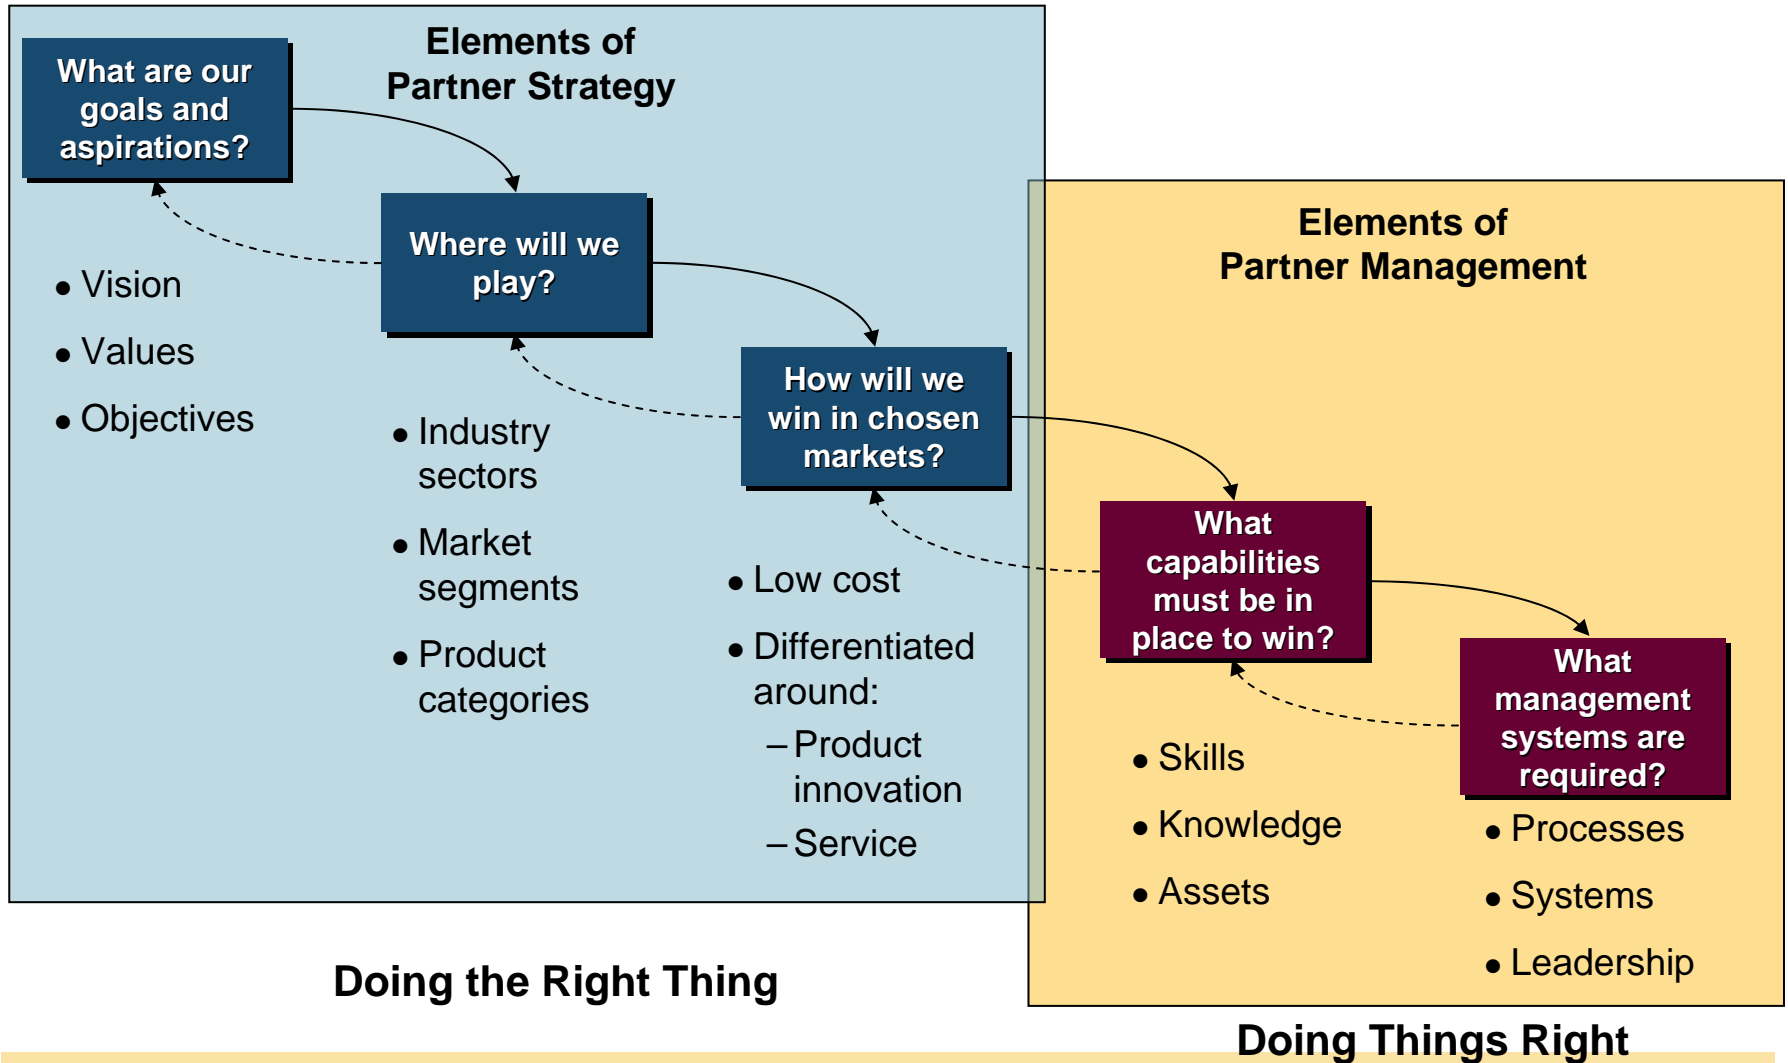 Elements of
Partner Strategy
What are our
goals and
aspirations?
● Vision
● Values
● Objectives
Where will we
play?
● Industry
sectors
● Market
segments
● Product
categories
How will we
win in chosen
markets?
● Low cost
● Differentiated
around:
– Product
innovation
– Service
Doing the Right Thing
Elements of
Partner Management
What
capabilities
must be in
place to win?
● Skills
● Knowledge
● Assets
What
management
systems are
required?
● Processes
● Systems
● Leadership
Doing Things Right